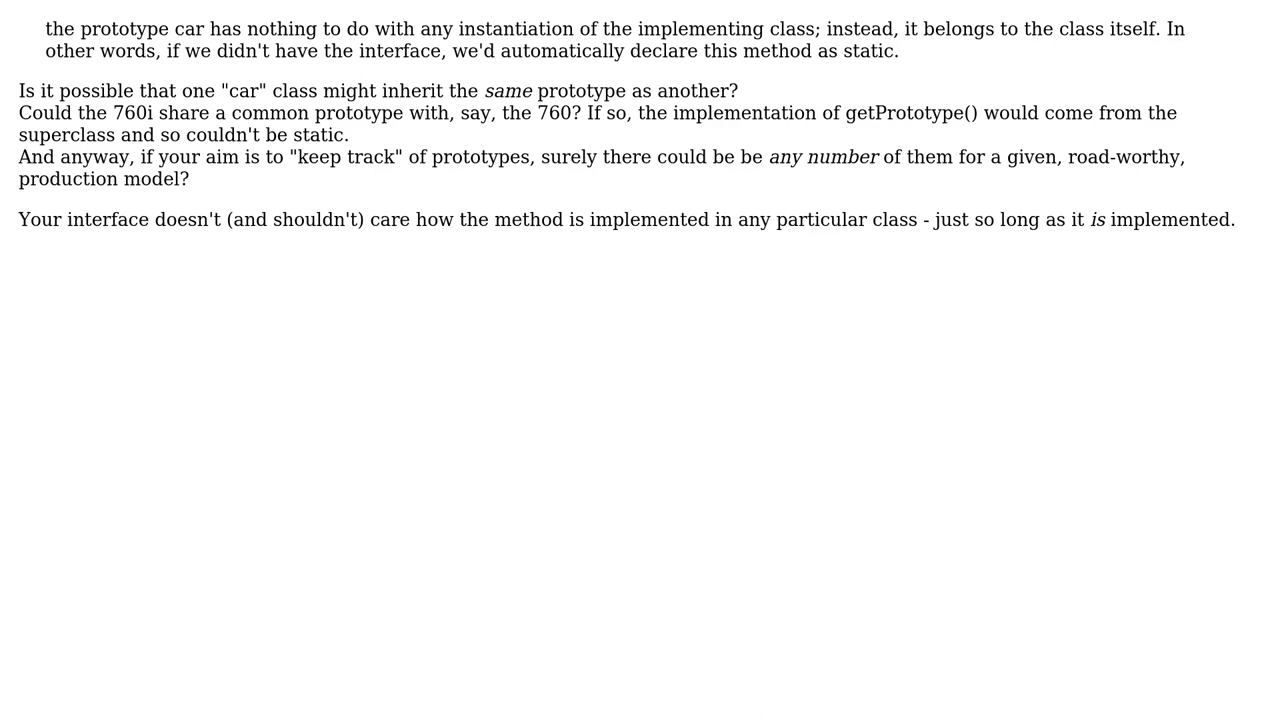 the prototype car has nothing to do with any instantiation of the implementing class; instead, it belongs to the class itself. In
other words, if we didn't have the interface, we'd automatically declare this method as static.
Is it possible that one "car" class might inherit the same prototype as another?
Could the 760i share a common prototype with, say, the 760? If so, the implementation of getPrototype() would come from the
superclass and so couldn't be static.
And anyway, if your aim is to "keep track" of prototypes, surely there could be be any number of them for a given, road-worthy,
production model?
Your interface doesn't (and shouldn't) care how the method is implemented in any particular class - just so long as it is implemented.